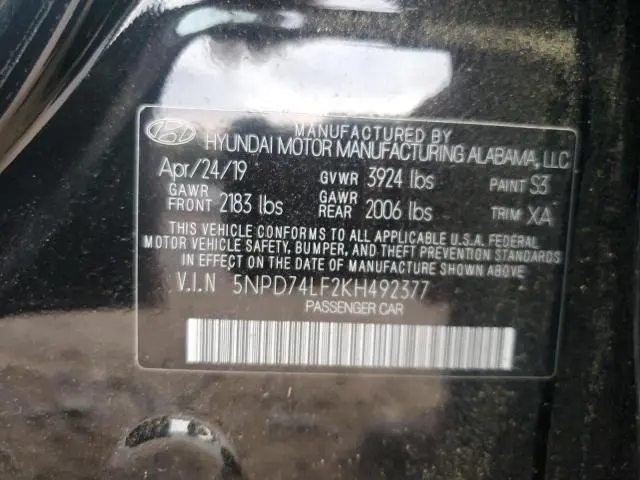 MANUFACTURED BY
HYUNDAI MOTOR MANUFACTURING ALABAMA, LLC
Apr/24/19 GVWR 3924 lbs PAINT S3
GAWR FRONT 2183 lbs GAWR REAR 2006 lbs TRIM XA
THIS VEHICLE CONFORMS TO ALL APPLICABLE U.S.A. FEDERAL
MOTOR VEHICLE SAFETY, BUMPER, AND THEFT PREVENTION STANDARDS
IN EFFECT ON THE DATE OF MANUFACTURE SHOWN ABOVE.
V.I.N 5NPD74LF2KH492377
PASSENGER CAR